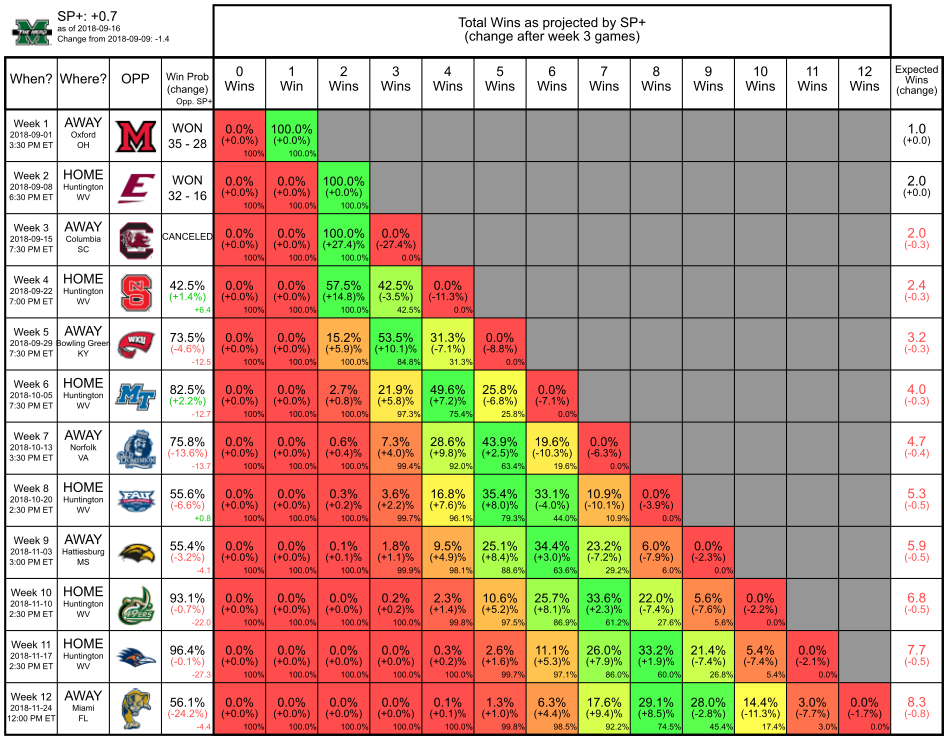 THE HERD
SP+: +0.7
as of 2018-09-16
Change from 2018-09-09: -1.4
Total Wins as projected by SP+
(change after week 3 games)
When? Where? OPP Win Prob (change) Opp. SP+ 0 Wins 1 Win 2 Wins 3 Wins 4 Wins 5 Wins 6 Wins 7 Wins 8 Wins 9 Wins 10 Wins 11 Wins 12 Wins Expected Wins (change)
Week 1 AWAY WON 0.0% 100.0% 1.0
2018-09-01 Oxford M (+0.0%) (+0.0%) (+0.0)
3:30 PM ET OH 35 - 28 100% 100.0%
Week 2 HOME WON 0.0% 0.0% 100.0% 2.0
2018-09-08 Huntington E (+0.0%) (+0.0%) (+0.0%) (+0.0)
6:30 PM ET WV 32 - 16 100% 100.0% 100.0%
Week 3 AWAY CANCELED 0.0% 0.0% 100.0% 0.0% 2.0
2018-09-15 Columbia C (+0.0%) (+0.0%) (+27.4)% (-27.4% (-0.3)
7:30 PM ET SC 100% 100.0% 100.0% 0.0%
Week 4 HOME 42.5% 0.0% 0.0% 57.5% 42.5% 0.0% 2.4
2018-09-22 Huntington NCS (+1.4%) (+0.0%) (+0.0%) (+14.8)% (-3.5%) (-11.3%) (-0.3)
7:00 PM ET WV +6.4 100% 100.0% 100.0% 42.5% 0.0%
Week 5 AWAY 73.5% 0.0% 0.0% 15.2% 53.5% 31.3% 0.0% 3.2
2018-09-29 Bowling Green WKU (-4.6%) (+0.0%) (+0.0%) (+5.9)% (+10.1%) (-7.1%) (-8.8%) (-0.3)
7:30 PM ET KY -12.5 100% 100.0% 100.0% 84.8% 31.3% 0.0%
Week 6 HOME 82.5% 0.0% 0.0% 2.7% 21.9% 49.6% 25.8% 0.0% 4.0
2018-10-05 Huntington MT (+2.2%) (+0.0%) (+0.0%) (+0.8)% (+5.8%) (+7.2%) (-6.8%) (-7.1%) (-0.3)
7:30 PM ET WV -12.7 100% 100.0% 100.0% 97.3% 75.4% 25.8% 0.0%
Week 7 AWAY 75.8% 0.0% 0.0% 0.6% 7.3% 28.6% 43.9% 19.6% 0.0% 4.7
2018-10-13 Norfolk DOMINION (-13.6%) (+0.0%) (+0.0%) (+0.4)% (+4.0%) (+9.8%) (+2.5%) (-10.3%) (-6.3%) (-0.4)
3:30 PM ET VA -13.7 100% 100.0% 100.0% 99.4% 92.0% 63.4% 19.6% 0.0%
Week 8 HOME 55.6% 0.0% 0.0% 0.3% 3.6% 16.8% 35.4% 33.1% 10.9% 0.0% 5.3
2018-10-20 Huntington FAU (-6.6%) (+0.0%) (+0.0%) (+0.2)% (+2.2%) (+7.6%) (+8.0%) (-4.0%) (-10.1%) (-3.9%) (-0.5)
2:30 PM ET WV +0.8 100% 100.0% 100.0% 99.7% 96.1% 79.3% 44.0% 10.9% 0.0%
Week 9 AWAY 55.4% 0.0% 0.0% 0.1% 1.8% 9.5% 25.1% 34.4% 23.2% 6.0% 0.0% 5.9
2018-11-03 Hattiesburg (-3.2%) (+0.0%) (+0.0%) (+0.1)% (+1.1%) (+4.9%) (+8.4%) (+3.0%) (-7.2%) (-7.9%) (-2.3%) (-0.5)
3:00 PM ET MS -4.1 100% 100.0% 100.0% 99.9% 98.1% 88.6% 63.6% 29.2% 6.0% 0.0%
Week 10 HOME 93.1% 0.0% 0.0% 0.0% 0.2% 2.3% 10.6% 25.7% 33.6% 22.0% 5.6% 0.0% 6.8
2018-11-10 Huntington 49ERS (-0.7%) (+0.0%) (+0.0%) (+0.0)% (+0.2%) (+1.4%) (+5.2%) (+8.1%) (+2.3%) (-7.4%) (-7.6%) (-2.2%) (-0.5)
2:30 PM ET WV -22.0 100% 100.0% 100.0% 100.0% 99.8% 97.5% 86.9% 61.2% 27.6% 5.6% 0.0%
Week 11 HOME 96.4% 0.0% 0.0% 0.0% 0.0% 0.3% 2.6% 11.1% 26.0% 33.2% 21.4% 5.4% 0.0% 7.7
2018-11-17 Huntington (-0.1%) (+0.0%) (+0.0%) (+0.0)% (+0.0%) (+0.2%) (+1.6%) (+5.3%) (+7.9%) (+1.9%) (-7.4%) (-7.4%) (-2.1%) (-0.5)
2:30 PM ET WV -27.3 100% 100.0% 100.0% 100.0% 100.0% 99.7% 97.1% 86.0% 60.0% 26.8% 5.4% 0.0%
Week 12 AWAY 56.1% 0.0% 0.0% 0.0% 0.0% 0.1% 1.3% 6.3% 17.6% 29.1% 28.0% 14.4% 3.0% 0.0% 8.3
2018-11-24 Miami (-24.2%) (+0.0%) (+0.0%) (+0.0)% (+0.0%) (+0.1%) (+1.0%) (+4.4%) (+9.4%) (+8.5%) (-2.8%) (-11.3%) (-7.7%) (-1.7%) (-0.8)
12:00 PM ET FL -4.4 100% 100.0% 100.0% 100.0% 100.0% 99.8% 98.5% 92.2% 74.5% 45.4% 17.4% 3.0% 0.0%